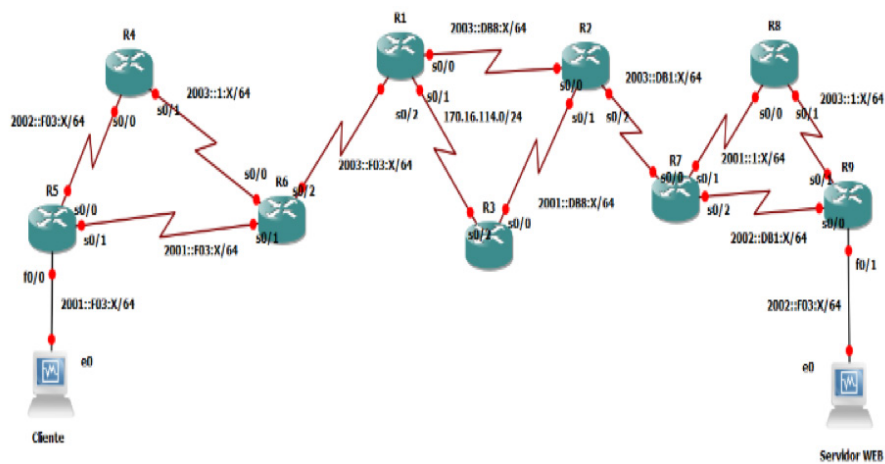 R4
R1
R2
R8
2003::DB8:X/64
2003::1:X/64
s0/0
s0/0
2003::DB1:X/64
s0/1
s0/0
s0/1
s0/1
2003::1:X/64
2002::F03:X/64
s0/0
s0/2
170.16.114.0/24
s0/1
s0/2
s0/0
2003::F03:X/64
2001::1:X/64
R5
s0/0
R6
s0/2
R7
s0/0
s0/1
s0/1
R9
s0/0
R3
2001::DB8:X/64
s0/2
s0/0
s0/1
2001::F03:X/64
s0/1
s0/2
2002::DB1:X/64
s0/0
f0/0
f0/1
2001::F03:X/64
2002::F03:X/64
e0
e0
Cliente
Servidor WEB